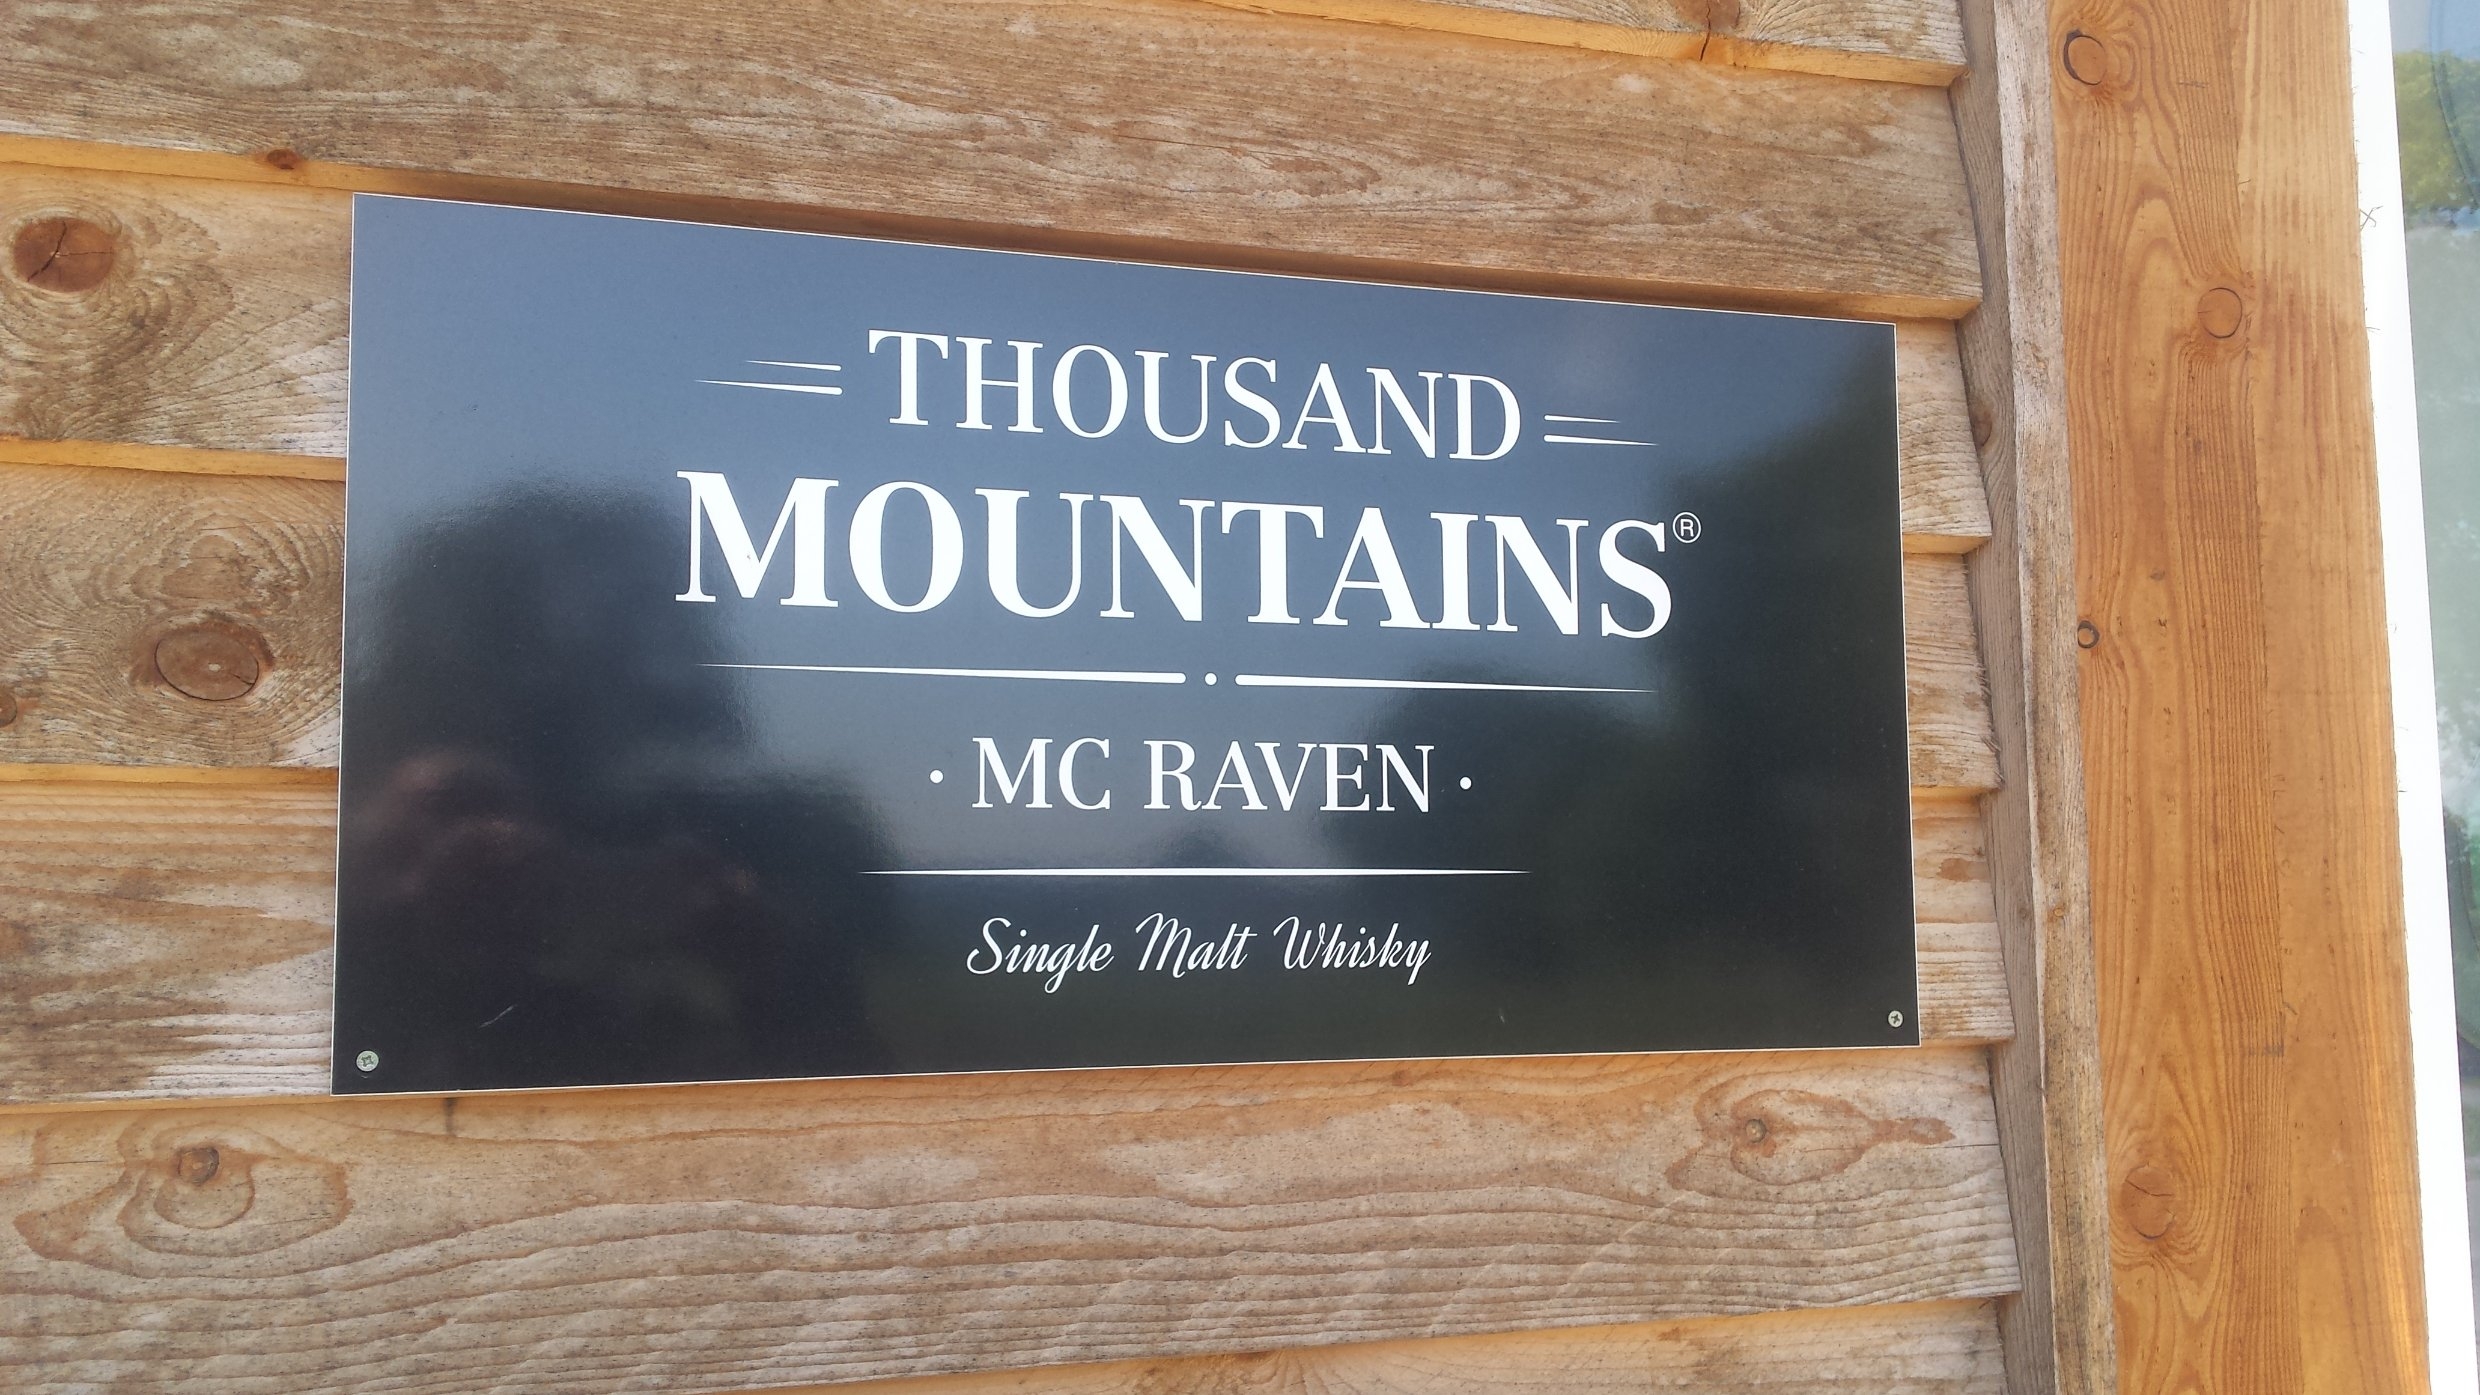 THOUSAND
MOUNTAINS®
· MC RAVEN ·
Single Malt Whisky